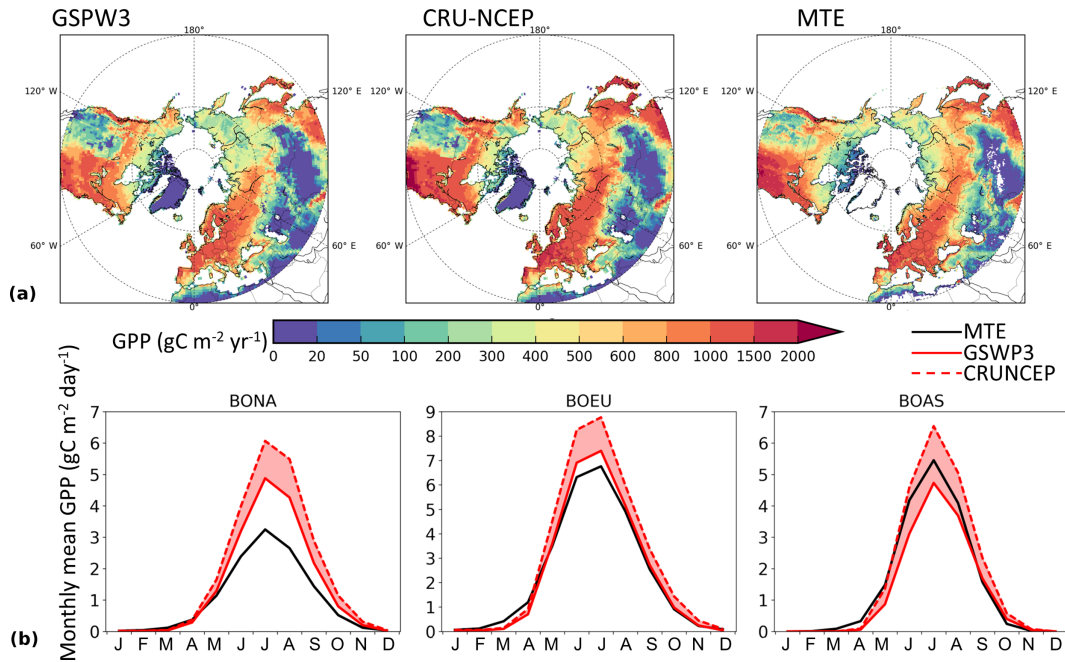 GSPW3 CRU-NCEP MTE
180° 180° 180°
120° W 120° E 120° W 120° E 120° W 120° E
60° W 60° E 60° W 60° E 60° W 60° E
(a) 0° 0° 0°
GPP (gC m⁻² yr⁻¹)
0 20 50 100 200 300 400 500 600 800 1000 1500 2000
MTE
GSWP3
CRUNCEP
Monthly mean GPP (gC m⁻² day⁻¹)
BONA BOEU BOAS
7 6 5 4 3 2 1 0
9 8 7 6 5 4 3 2 1 0
7 6 5 4 3 2 1 0
(b) J F M A M J J A S O N D J F M A M J J A S O N D J F M A M J J A S O N D